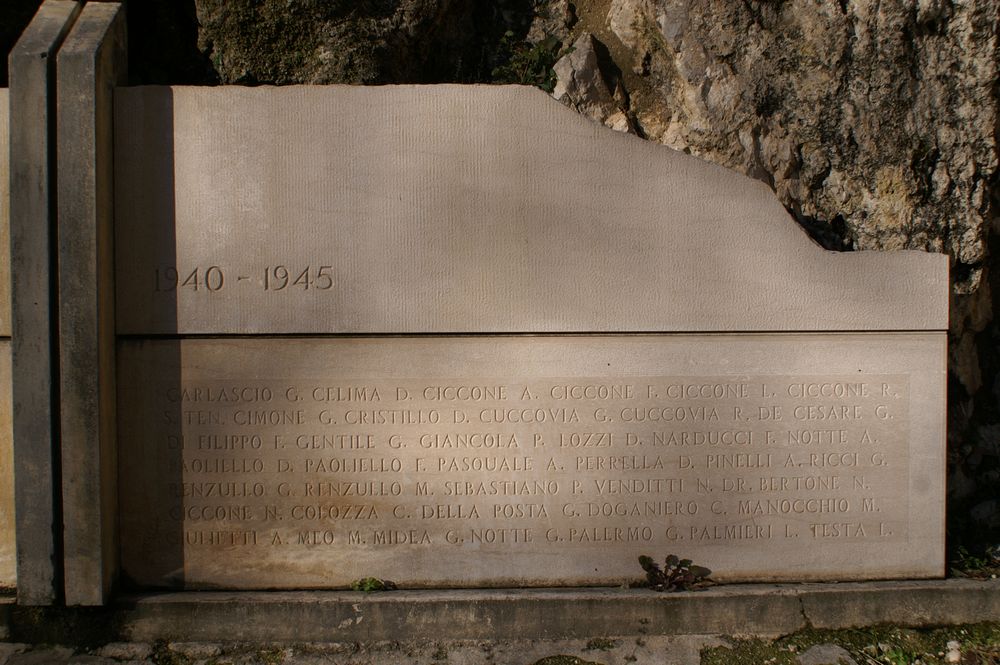 1940 - 1945
CARLASCIO G. CELIMA D. CICCONE A. CICCONE F. CICCONE L. CICCONE R.
S. TEN. CIMONE G. CRISTILLO D. CUCCOVIA G. CUCCOVIA R. DE CESARE G.
DI FILIPPO F. GENTILE G. GIANCOLA P. LOZZI D. NARDUCCI F. NOTTE A.
PAOLIELLO D. PAOLIELLO F. PASQUALE A. PERRELLA D. PINELLI A. RICCI G.
RENZULLO G. RENZULLO M. SEBASTIANO P. VENDITTI N. DR. BERTONE N.
CICCONE N. COLOZZA C. DELLA POSTA G. DOGANIERO C. MANOCCHIO M.
GIULIETTI A. MEO M. MIDEA G. NOTTE G. PALERMO G. PALMIERI L. TESTA L.